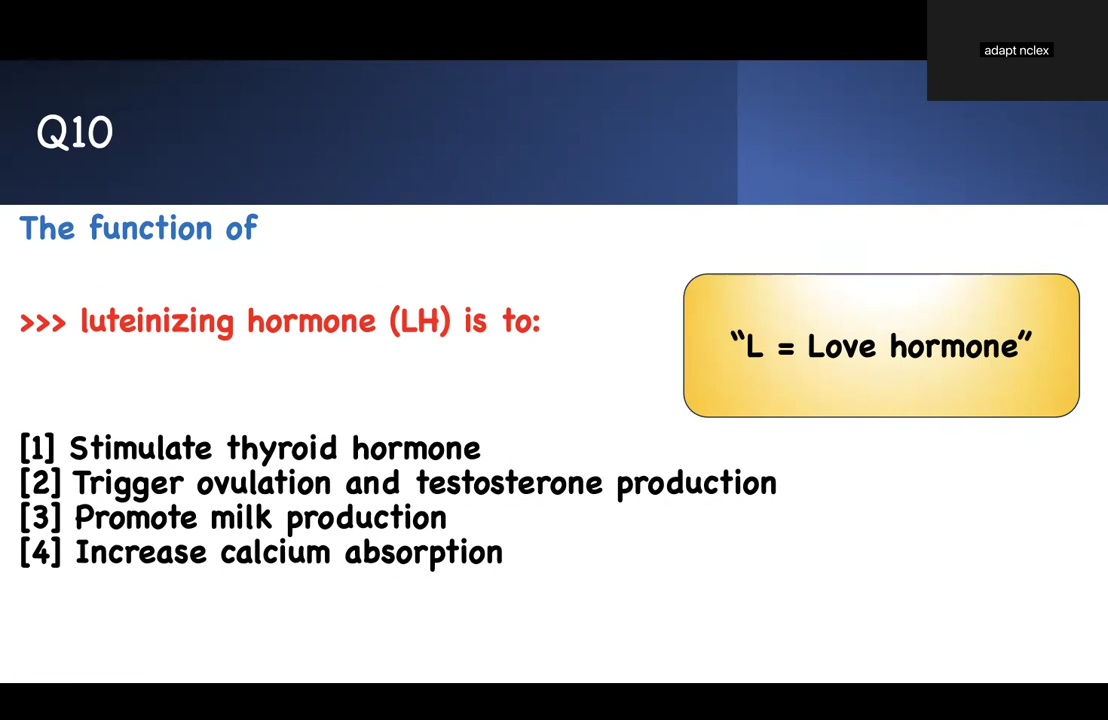 adapt nclex
Q10
The function of
>>> luteinizing hormone (LH) is to:
“L = Love hormone”
[1] Stimulate thyroid hormone
[2] Trigger ovulation and testosterone production
[3] Promote milk production
[4] Increase calcium absorption